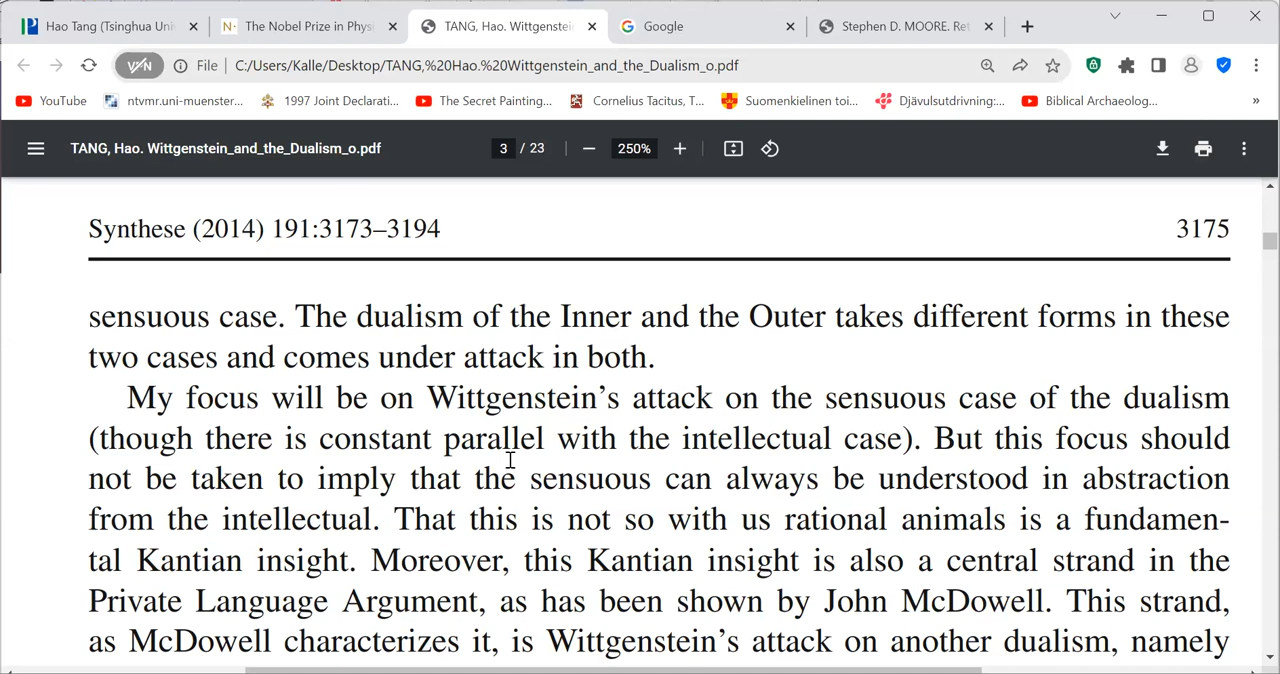 Hao Tang (Tsinghua Uni
The Nobel Prize in Physi
TANG, Hao. Wittgenstein
Google
Stephen D. MOORE. Ret
File
C:/Users/Kalle/Desktop/TANG,%20Hao.%20Wittgenstein_and_the_Dualism_o.pdf
YouTube
ntvmr.uni-muenster...
1997 Joint Declarati...
The Secret Painting...
Cornelius Tacitus, T...
Suomenkielinen toi...
Djävulsutdrivning:...
Biblical Archaeolog...
»
TANG, Hao. Wittgenstein_and_the_Dualism_o.pdf
3 / 23
250%
Synthese (2014) 191:3173–3194
3175
sensuous case. The dualism of the Inner and the Outer takes different forms in these
two cases and comes under attack in both.
My focus will be on Wittgenstein's attack on the sensuous case of the dualism
(though there is constant parallel with the intellectual case). But this focus should
not be taken to imply that the sensuous can always be understood in abstraction
from the intellectual. That this is not so with us rational animals is a fundamen-
tal Kantian insight. Moreover, this Kantian insight is also a central strand in the
Private Language Argument, as has been shown by John McDowell. This strand,
as McDowell characterizes it, is Wittgenstein's attack on another dualism, namely